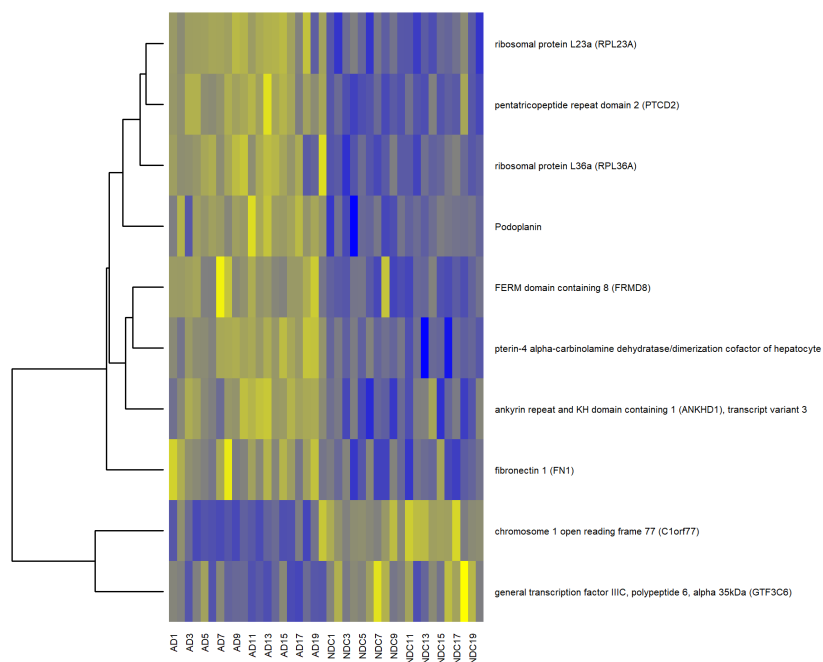 ribosomal protein L23a (RPL23A)
pentatricopeptide repeat domain 2 (PTCD2)
ribosomal protein L36a (RPL36A)
Podoplanin
FERM domain containing 8 (FRMD8)
pterin-4 alpha-carbinolamine dehydratase/dimerization cofactor of hepatocyte
ankyrin repeat and KH domain containing 1 (ANKHD1), transcript variant 3
fibronectin 1 (FN1)
chromosome 1 open reading frame 77 (C1orf77)
general transcription factor IIIC, polypeptide 6, alpha 35kDa (GTF3C6)
AD1
AD3
AD5
AD7
AD9
AD11
AD13
AD15
AD17
AD19
NDC1
NDC3
NDC5
NDC7
NDC9
NDC11
NDC13
NDC15
NDC17
NDC19